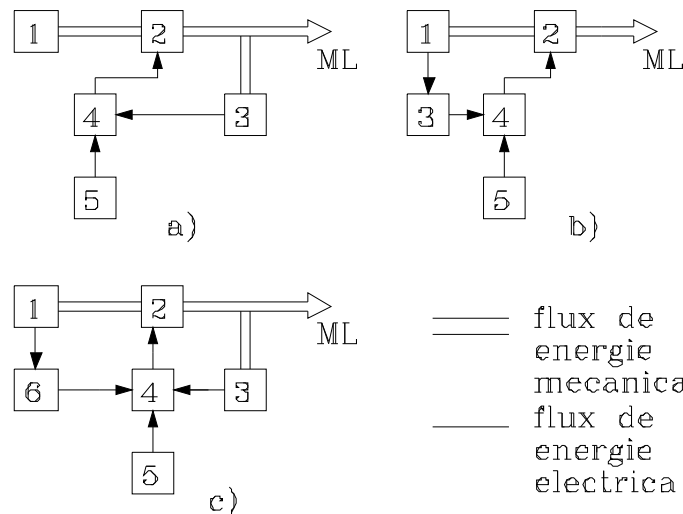 1 2
ML
4 3
5
a)
1 2
ML
3 4
5
b)
1 2
ML
6 4 3
5
c)
flux de
energie
mecanica
flux de
energie
electrica